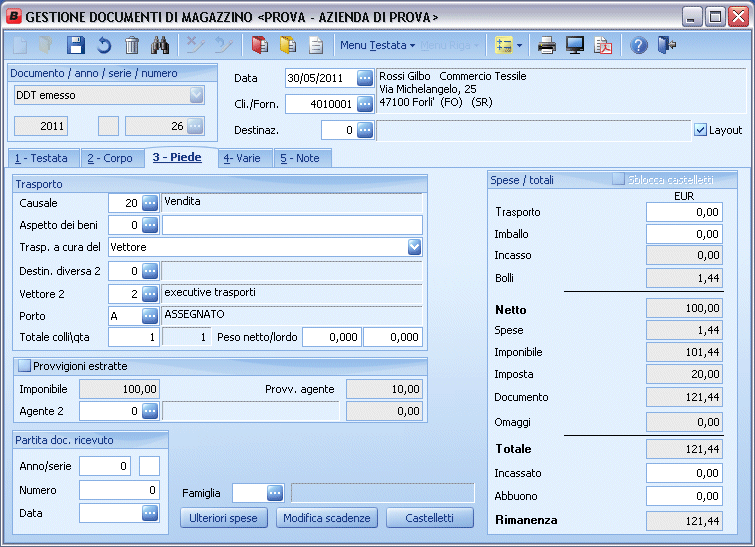 B GESTIONE DOCUMENTI DI MAGAZZINO <PROVA - AZIENDA DI PROVA>
Menu Testata Menu Riga
Documento / anno / serie / numero
DDT emesso
2011 26
Data 30/05/2011
Cli./Forn. 4010001
Rossi Gilbo Commercio Tessile
Via Michelangelo, 25
47100 Forli' (FO) (SR)
Destinaz. 0 Layout
1 - Testata 2 - Corpo 3 - Piede 4- Varie 5 - Note
Trasporto
Causale 20 Vendita
Aspetto dei beni 0
Trasp. a cura del Vettore
Destin. diversa 2 0
Vettore 2 2 executive trasporti
Porto A ASSEGNATO
Totale colli\qta 1 1 Peso netto/lordo 0,000 0,000
Provvigioni estratte
Imponibile 100,00 Provv. agente 10,00
Agente 2 0 0,00
Partita doc. ricevuto
Anno/serie 0
Numero 0
Data
Famiglia
Ulteriori spese Modifica scadenze Castelletti
Spese / totali Sblocca castelletti
EUR
Trasporto 0,00
Imballo 0,00
Incasso 0,00
Bolli 1,44
Netto 100,00
Spese 1,44
Imponibile 101,44
Imposta 20,00
Documento 121,44
Omaggi 0,00
Totale 121,44
Incassato 0,00
Abbuono 0,00
Rimanenza 121,44